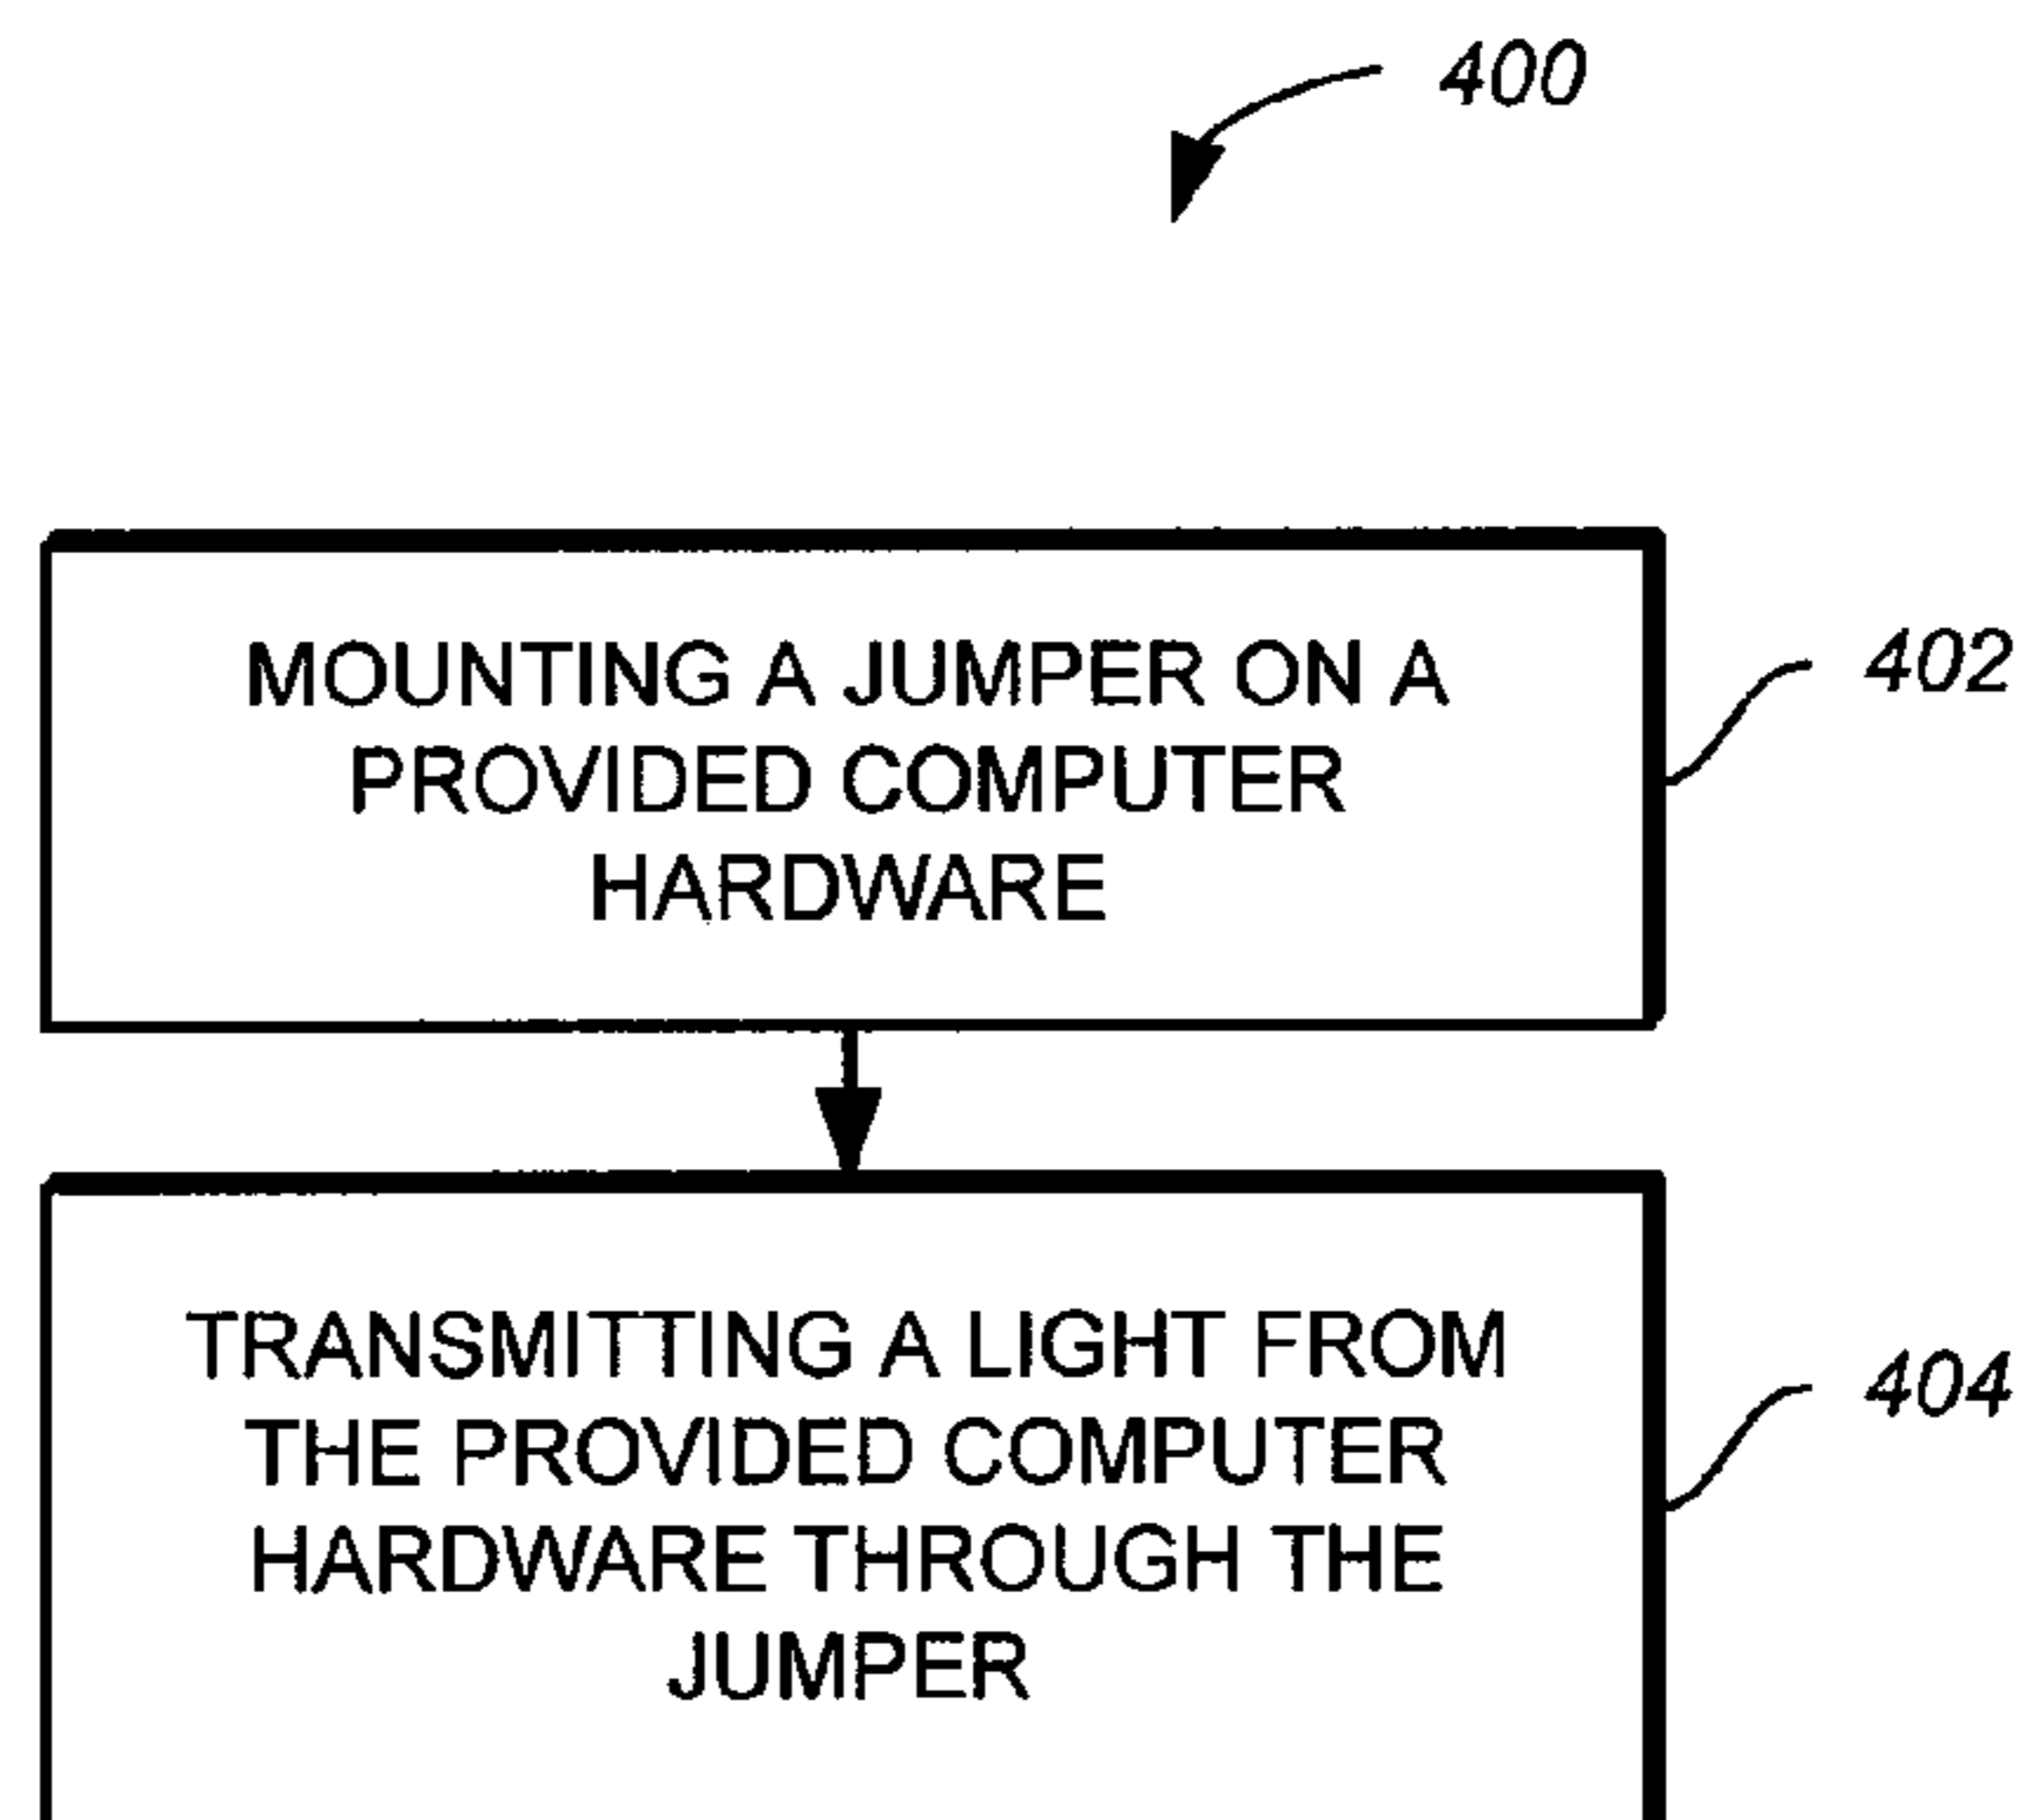 400
MOUNTING A JUMPER ON A
PROVIDED COMPUTER
HARDWARE
402
TRANSMITTING A LIGHT FROM
THE PROVIDED COMPUTER
HARDWARE THROUGH THE
JUMPER
404